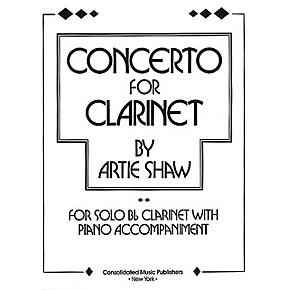 CONCERTO
FOR
CLARINET
BY
ARTIE SHAW
FOR SOLO B♭ CLARINET WITH
PIANO ACCOMPANIMENT
Consolidated Music Publishers
• New York •